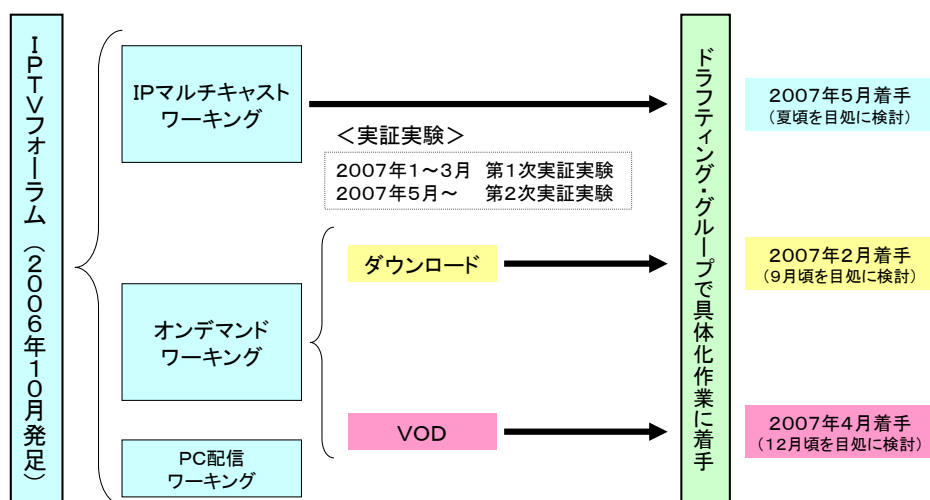 IPTVフォーラム(2006年10月発足)
IPマルチキャスト
ワーキング
<実証実験>
2007年1~3月 第1次実証実験
2007年5月~ 第2次実証実験
オンデマンド
ワーキング
ダウンロード
VOD
PC配信
ワーキング
ドラフティング・グループで具体化作業に着手
2007年5月着手
(夏頃を目処に検討)
2007年2月着手
(9月頃を目処に検討)
2007年4月着手
(12月頃を目処に検討)